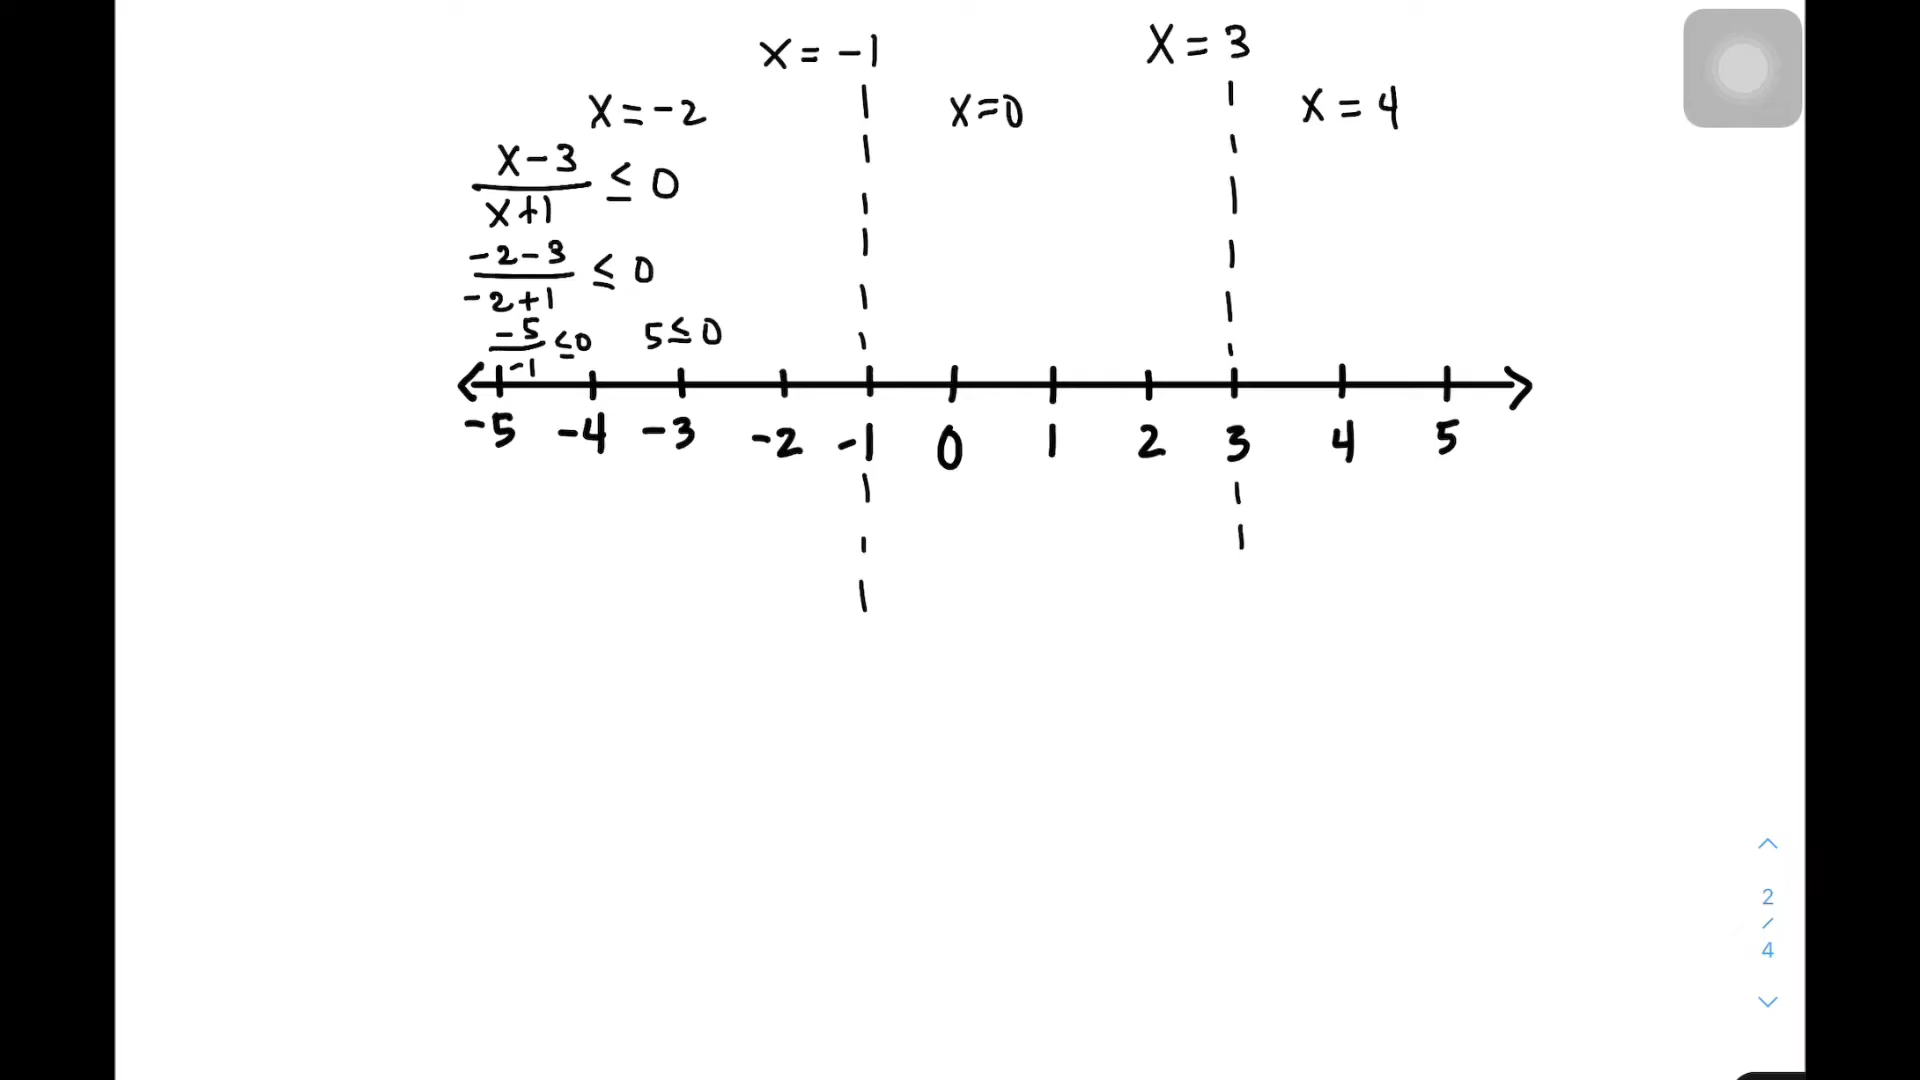 x = -1
x = 3
x = -2
x = 0
x = 4
x - 3
x + 1
≤ 0
-2 - 3
-2 + 1
≤ 0
-5
-1
≤ 0
5 ≤ 0
-5 -4 -3 -2 -1 0 1 2 3 4 5
2
/
4